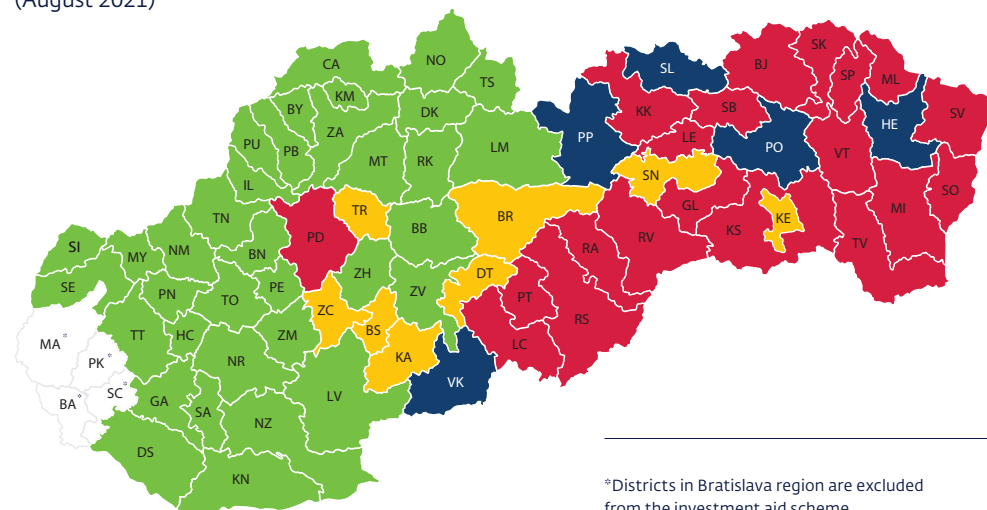 (August 2021)
NO
SK
CA
SL
BJ
TS
SP
ML
KM
BY
DK
KK
SB
SV
HE
ZA
PP
LE
PU
PB
LM
PO
VT
MT
RK
SN
IL
SO
GL
MI
TR
BR
KE
TN
BB
KS
PD
RV
TV
SI
NM
RA
MY
BN
ZH
DT
SE
PE
ZV
PN
TO
PT
ZC
RS
BS
TT
HC
ZM
MA*
LC
KA
NR
PK*
VK
SC*
LV
GA
BA*
SA
NZ
DS
KN
*Districts in Bratislava region are excluded
from the investment aid scheme